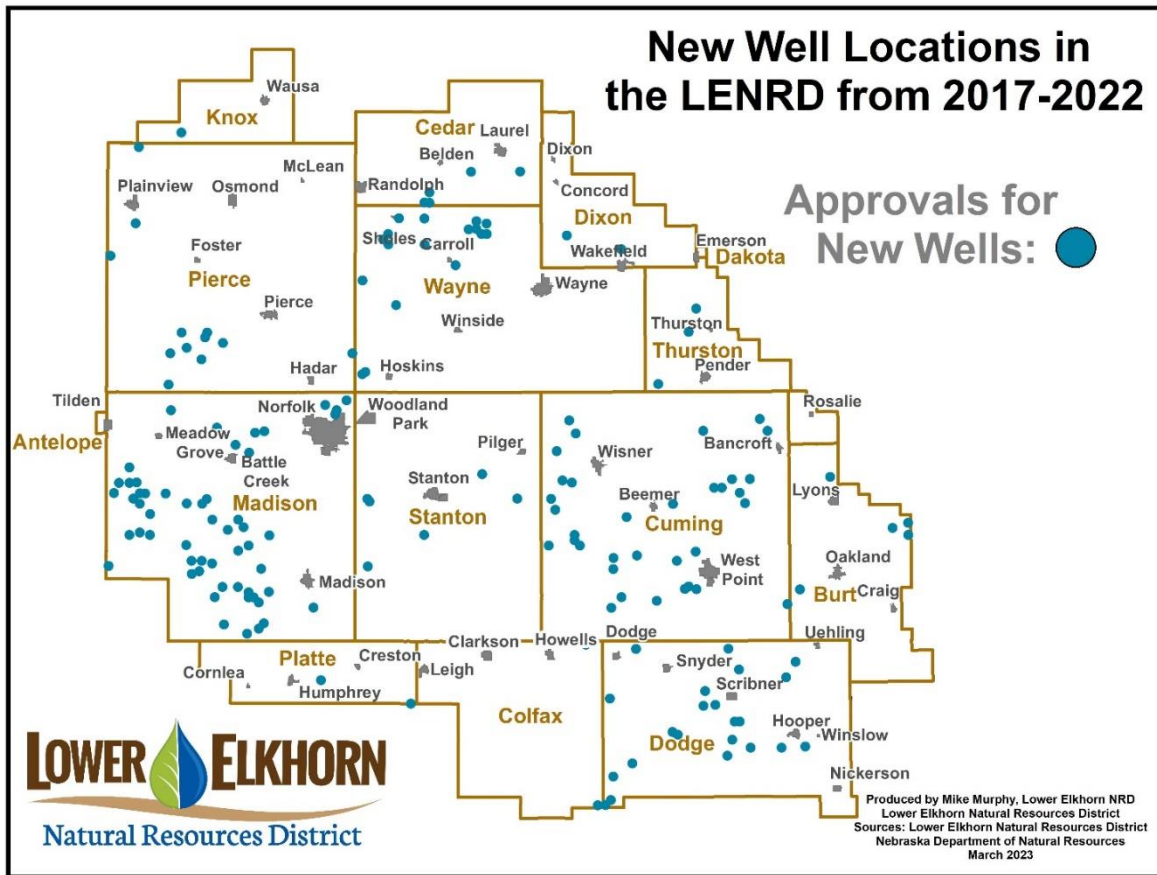 New Well Locations in
the LENRD from 2017-2022
Approvals for
New Wells:
Wausa
Knox
Cedar
Laurel
Belden
Dixon
McLean
Concord
Plainview
Osmond
Randolph
Dixon
Sholes
Carroll
Emerson
Dakota
Foster
Wakefield
Pierce
Wayne
Wayne
Pierce
Winside
Thurston
Thurston
Hadar
Hoskins
Pender
Tilden
Norfolk
Woodland
Park
Rosalie
Antelope
Meadow
Grove
Battle
Creek
Pilger
Wisner
Bancroft
Stanton
Beemer
Lyons
Madison
Stanton
Cuming
Madison
West
Point
Oakland
Burt
Craig
Clarkson
Howells
Dodge
Uehling
Platte
Creston
Leigh
Snyder
Cornlea
Humphrey
Scribner
Colfax
Hooper
Winslow
Dodge
Nickerson
LOWER ELKHORN
Natural Resources District
Produced by Mike Murphy, Lower Elkhorn NRD
Lower Elkhorn Natural Resources District
Sources: Lower Elkhorn Natural Resources District
Nebraska Department of Natural Resources
March 2023